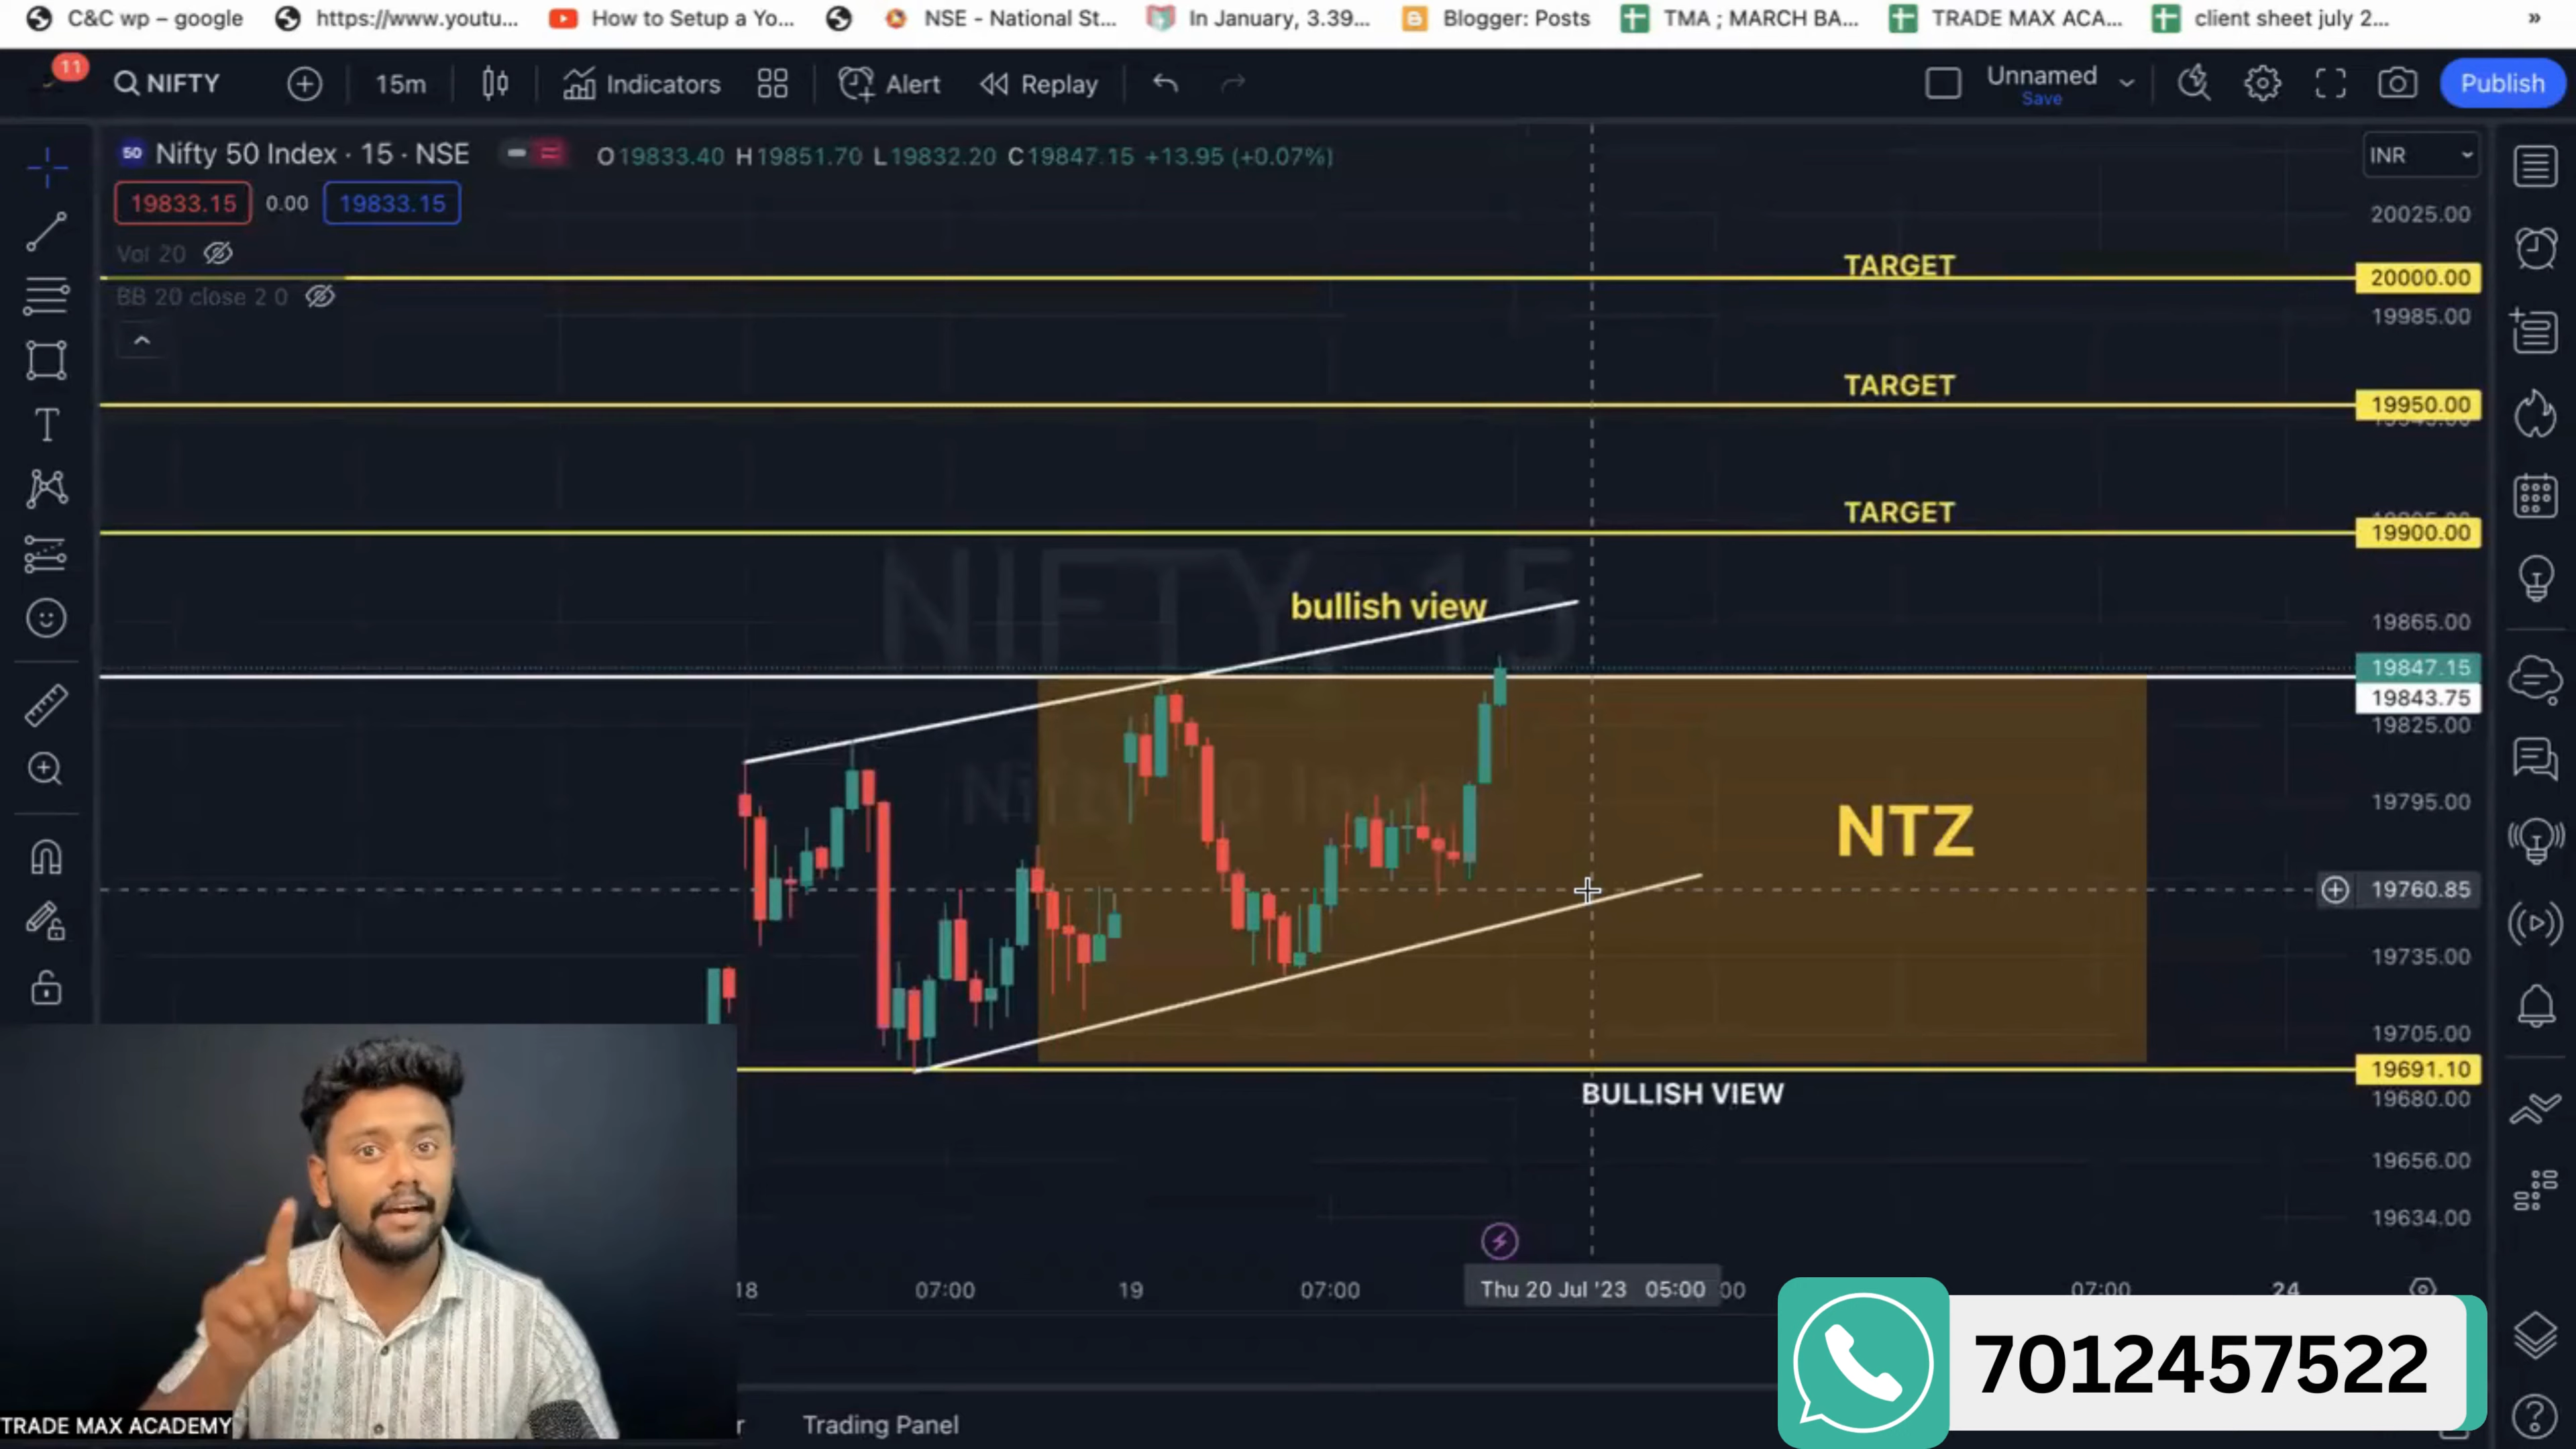 C&C wp – google https://www.youtu... How to Setup a Yo... NSE - National St... In January, 3.39... Blogger: Posts TMA ; MARCH BA... TRADE MAX ACA... client sheet july 2... »
11 NIFTY 15m Indicators Alert Replay Unnamed Save Publish
50 Nifty 50 Index · 15 · NSE O19833.40 H19851.70 L19832.20 C19847.15 +13.95 (+0.07%) INR
19833.15 0.00 19833.15
20025.00
Vol 20
TARGET
20000.00
BB 20 close 2 0
19985.00
TARGET
19950.00
TARGET
19900.00
NIFTY, 15
bullish view
19865.00
19847.15
19843.75
19825.00
19795.00
NTZ
19760.85
19735.00
19705.00
19691.10
BULLISH VIEW
19680.00
19656.00
19634.00
18 07:00 19 07:00 Thu 20 Jul '23 05:00 :00 07:00 24
7012457522
TRADE MAX ACADEMY
Trading Panel